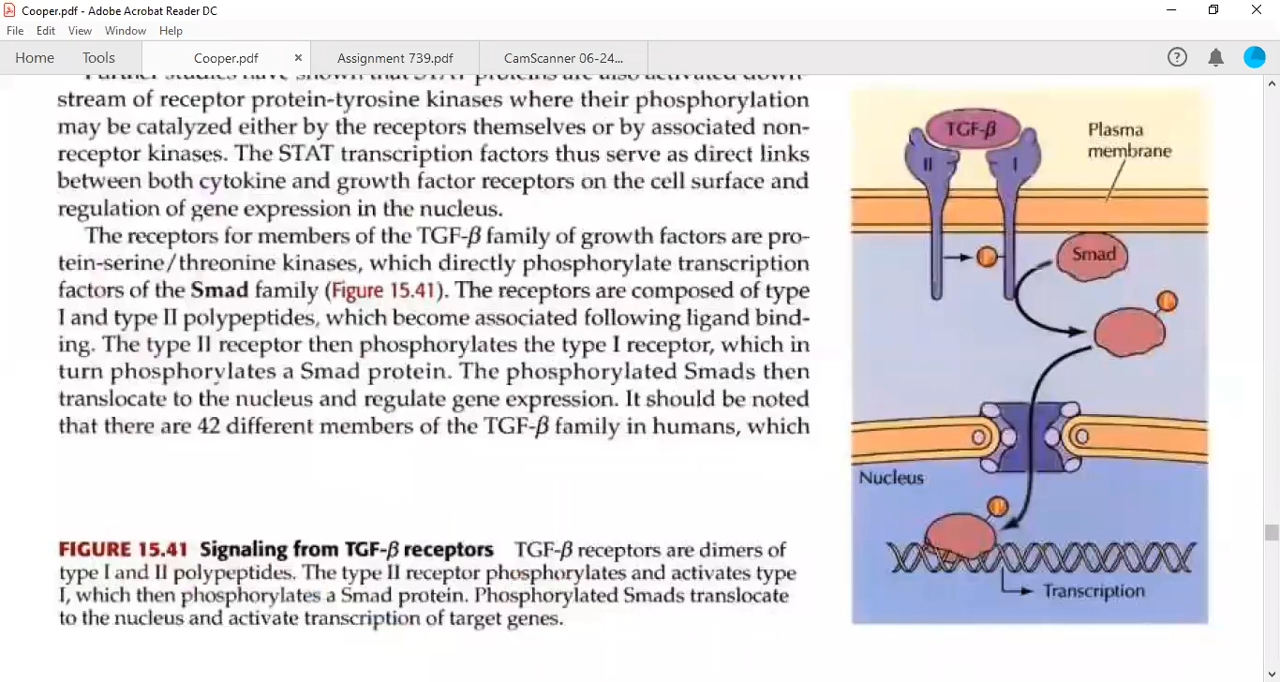 Cooper.pdf - Adobe Acrobat Reader DC
File Edit View Window Help
Home Tools Cooper.pdf × Assignment 739.pdf CamScanner 06-24...
Further studies have shown that STAT proteins are also activated down-
stream of receptor protein-tyrosine kinases where their phosphorylation
may be catalyzed either by the receptors themselves or by associated non-
receptor kinases. The STAT transcription factors thus serve as direct links
between both cytokine and growth factor receptors on the cell surface and
regulation of gene expression in the nucleus.
The receptors for members of the TGF-β family of growth factors are pro-
tein-serine/threonine kinases, which directly phosphorylate transcription
factors of the Smad family (Figure 15.41). The receptors are composed of type
I and type II polypeptides, which become associated following ligand bind-
ing. The type II receptor then phosphorylates the type I receptor, which in
turn phosphorylates a Smad protein. The phosphorylated Smads then
translocate to the nucleus and regulate gene expression. It should be noted
that there are 42 different members of the TGF-β family in humans, which
FIGURE 15.41 Signaling from TGF-β receptors TGF-β receptors are dimers of
type I and II polypeptides. The type II receptor phosphorylates and activates type
I, which then phosphorylates a Smad protein. Phosphorylated Smads translocate
to the nucleus and activate transcription of target genes.
TGF-β
II I
Plasma
membrane
Smad
P
P
Nucleus
P
Transcription